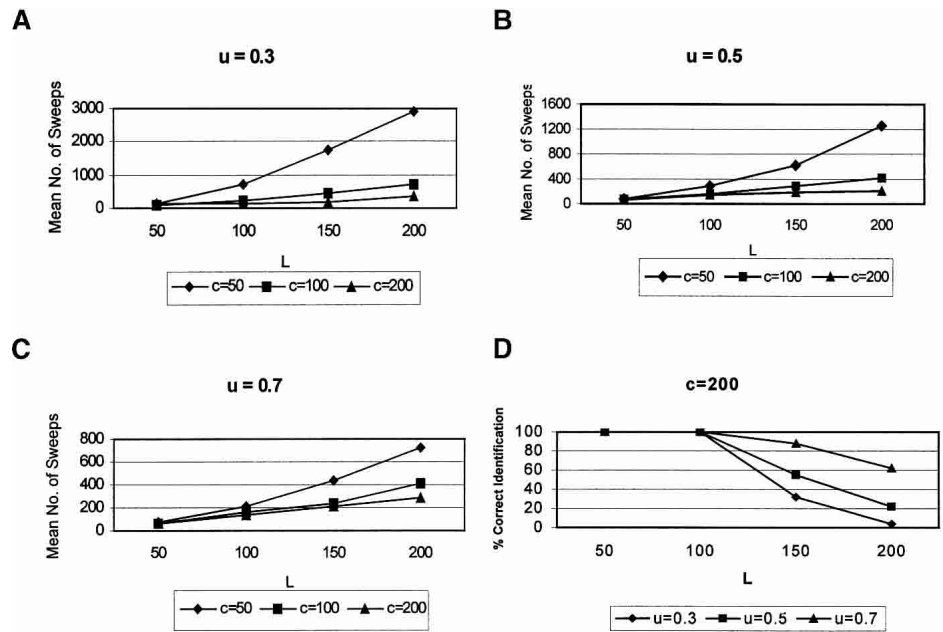 A
u = 0.3
Mean No. of Sweeps
3000
2000
1000
0
50 100 150 200
L
c=50 c=100 c=200
B
u = 0.5
Mean No. of Sweeps
1600
1200
800
400
0
50 100 150 200
L
c=50 c=100 c=200
C
u = 0.7
Mean No. of Sweeps
800
600
400
200
0
50 100 150 200
L
c=50 c=100 c=200
D
c=200
% Correct Identification
100
80
60
40
20
0
50 100 150 200
L
u=0.3 u=0.5 u=0.7